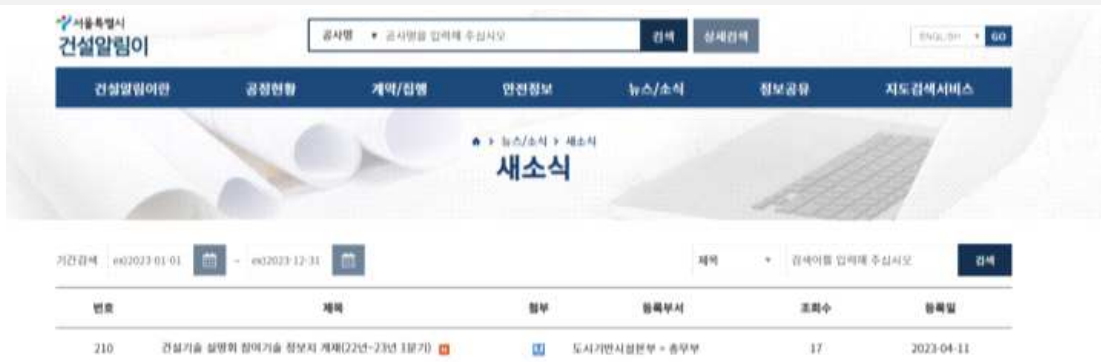 서울특별시
건설알림이
공사명 ▼ 공사명을 입력해 주십시오 검색 상세검색 ENGLISH ▼ GO
건설알림이란 공정현황 계약/집행 안전정보 뉴스/소식 정보공유 지도검색서비스
> 뉴스/소식 > 새소식
새소식
기간검색 ex)2023-01-01 ~ ex)2023-12-31 제목 ▼ 검색어를 입력해 주십시오 검색
번호 제목 첨부 등록부서 조회수 등록일
210 건설기술 설명회 참여기술 정보지 게재(22년~23년 1분기) 도시기반시설본부 - 총무부 17 2023-04-11